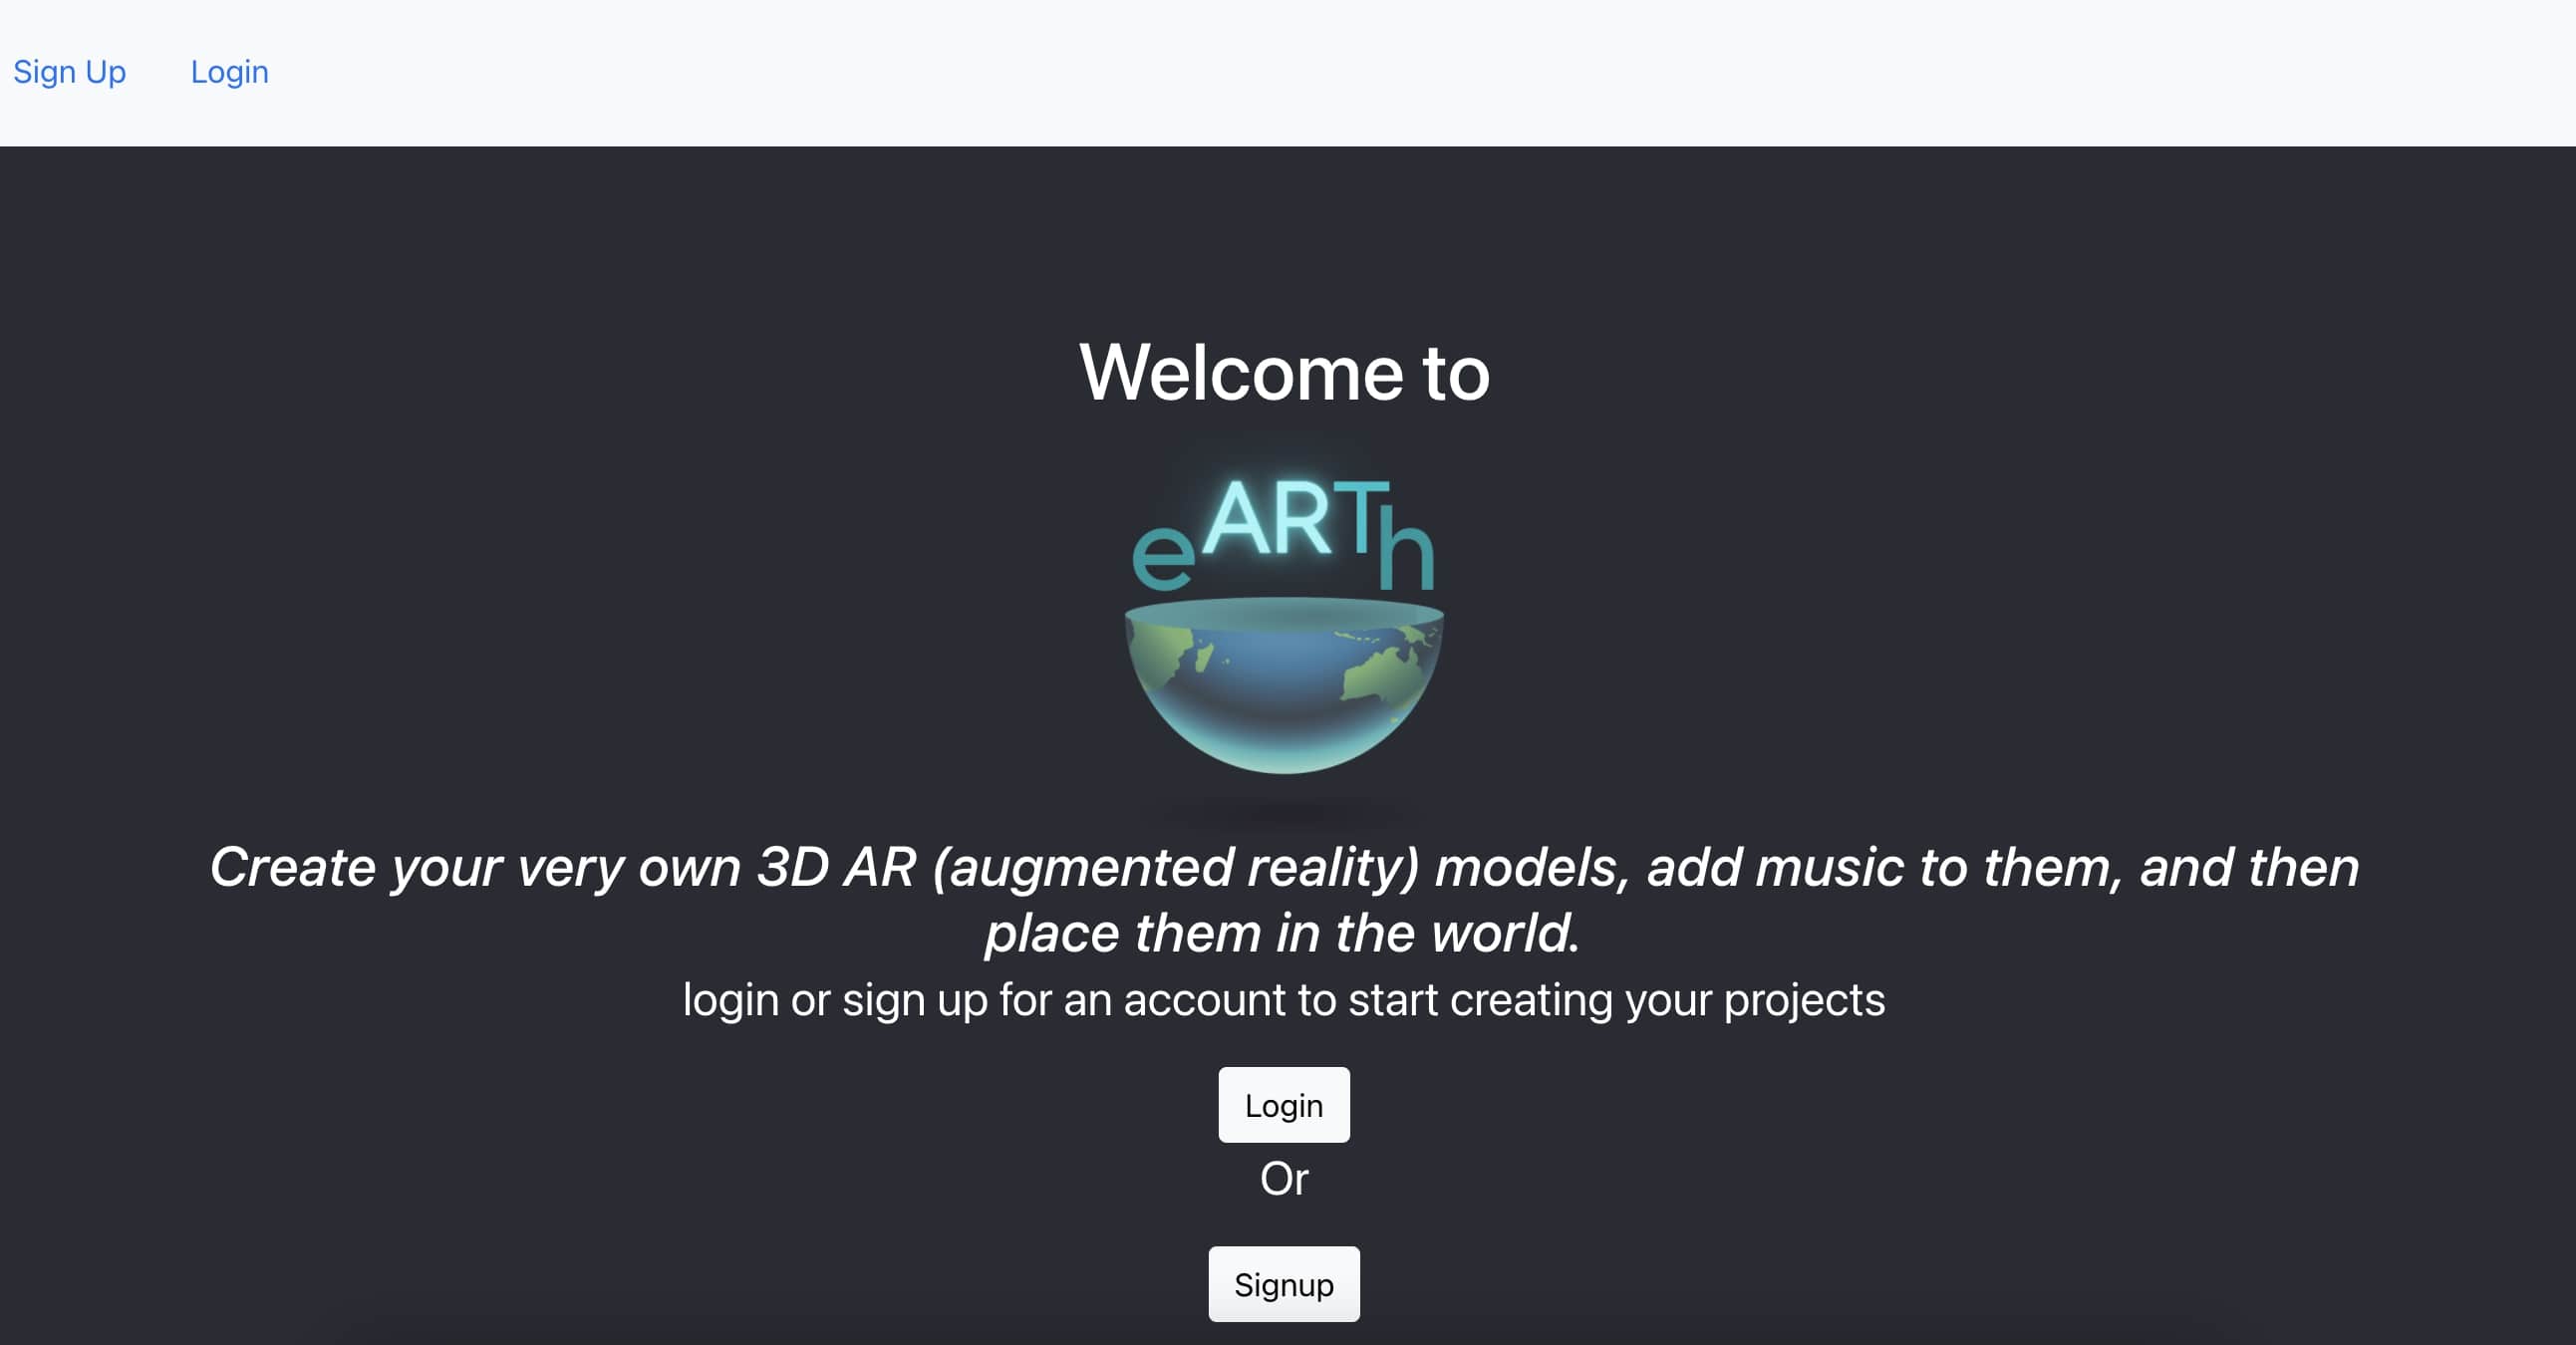 Sign Up Login
Welcome to
eARTh
Create your very own 3D AR (augmented reality) models, add music to them, and then
place them in the world.
login or sign up for an account to start creating your projects
Login
Or
Signup